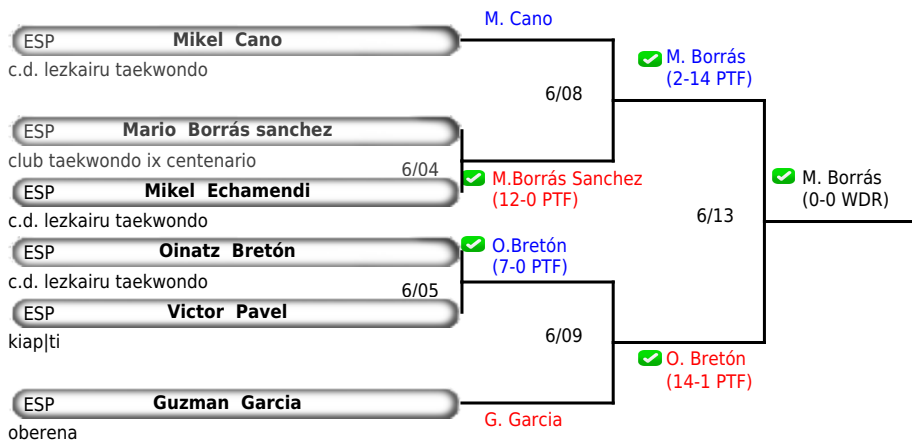 M. Cano
ESP Mikel Cano
c.d. lezkairu taekwondo
M. Borrás
(2-14 PTF)
6/08
ESP Mario Borrás sanchez
club taekwondo ix centenario
6/04
M.Borrás Sanchez
(12-0 PTF)
ESP Mikel Echamendi
c.d. lezkairu taekwondo
M. Borrás
(0-0 WDR)
6/13
ESP Oinatz Bretón
c.d. lezkairu taekwondo
O.Bretón
(7-0 PTF)
6/05
ESP Victor Pavel
kiap|ti
6/09
O. Bretón
(14-1 PTF)
ESP Guzman Garcia
oberena
G. Garcia